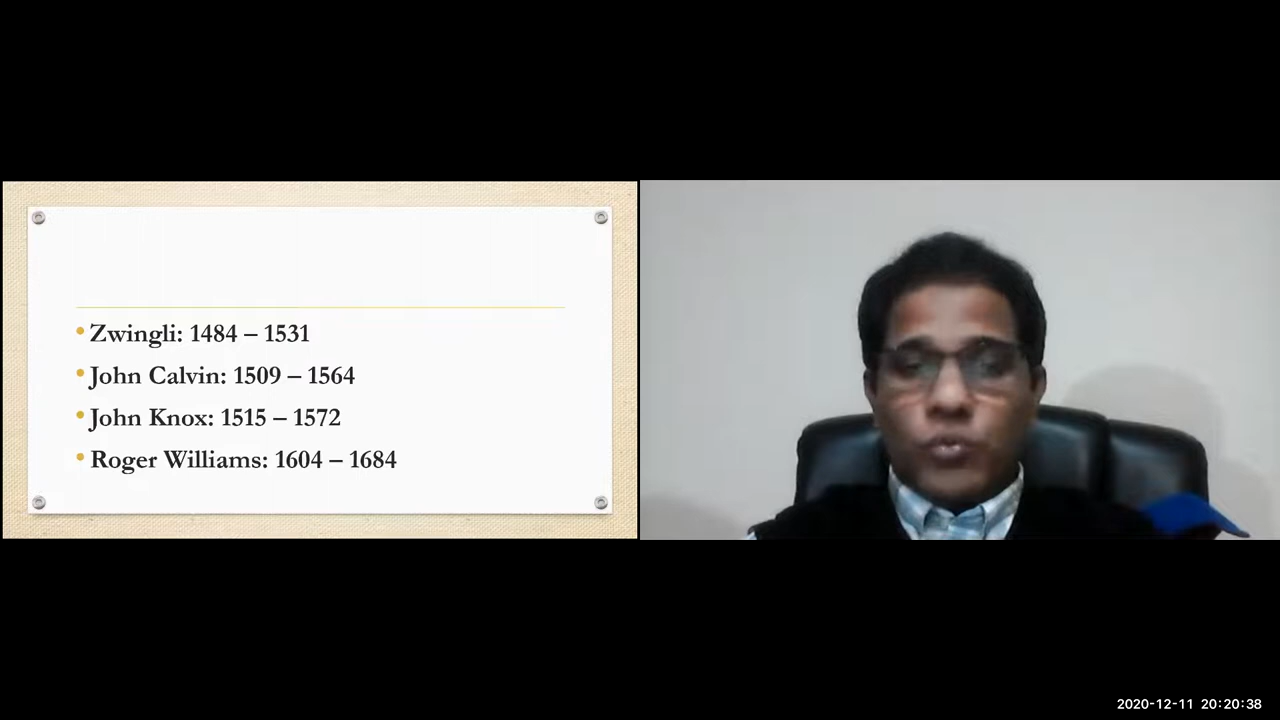 Zwingli: 1484 – 1531
John Calvin: 1509 – 1564
John Knox: 1515 – 1572
Roger Williams: 1604 – 1684
2020-12-11 20:20:38